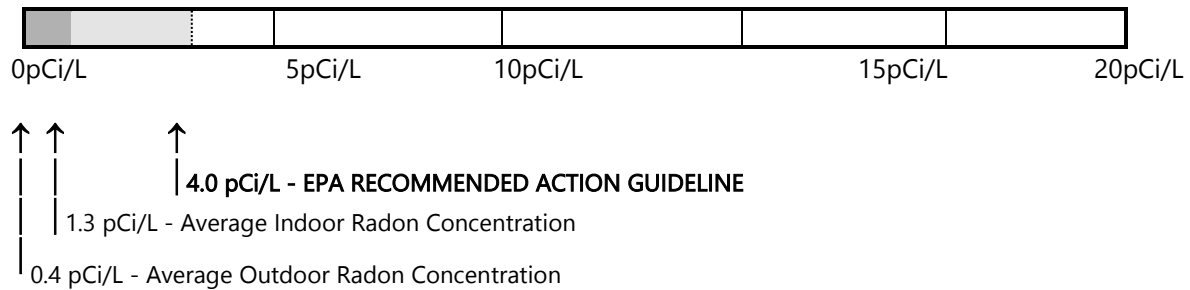 0pCi/L 5pCi/L 10pCi/L 15pCi/L 20pCi/L
4.0 pCi/L - EPA RECOMMENDED ACTION GUIDELINE
1.3 pCi/L - Average Indoor Radon Concentration
0.4 pCi/L - Average Outdoor Radon Concentration